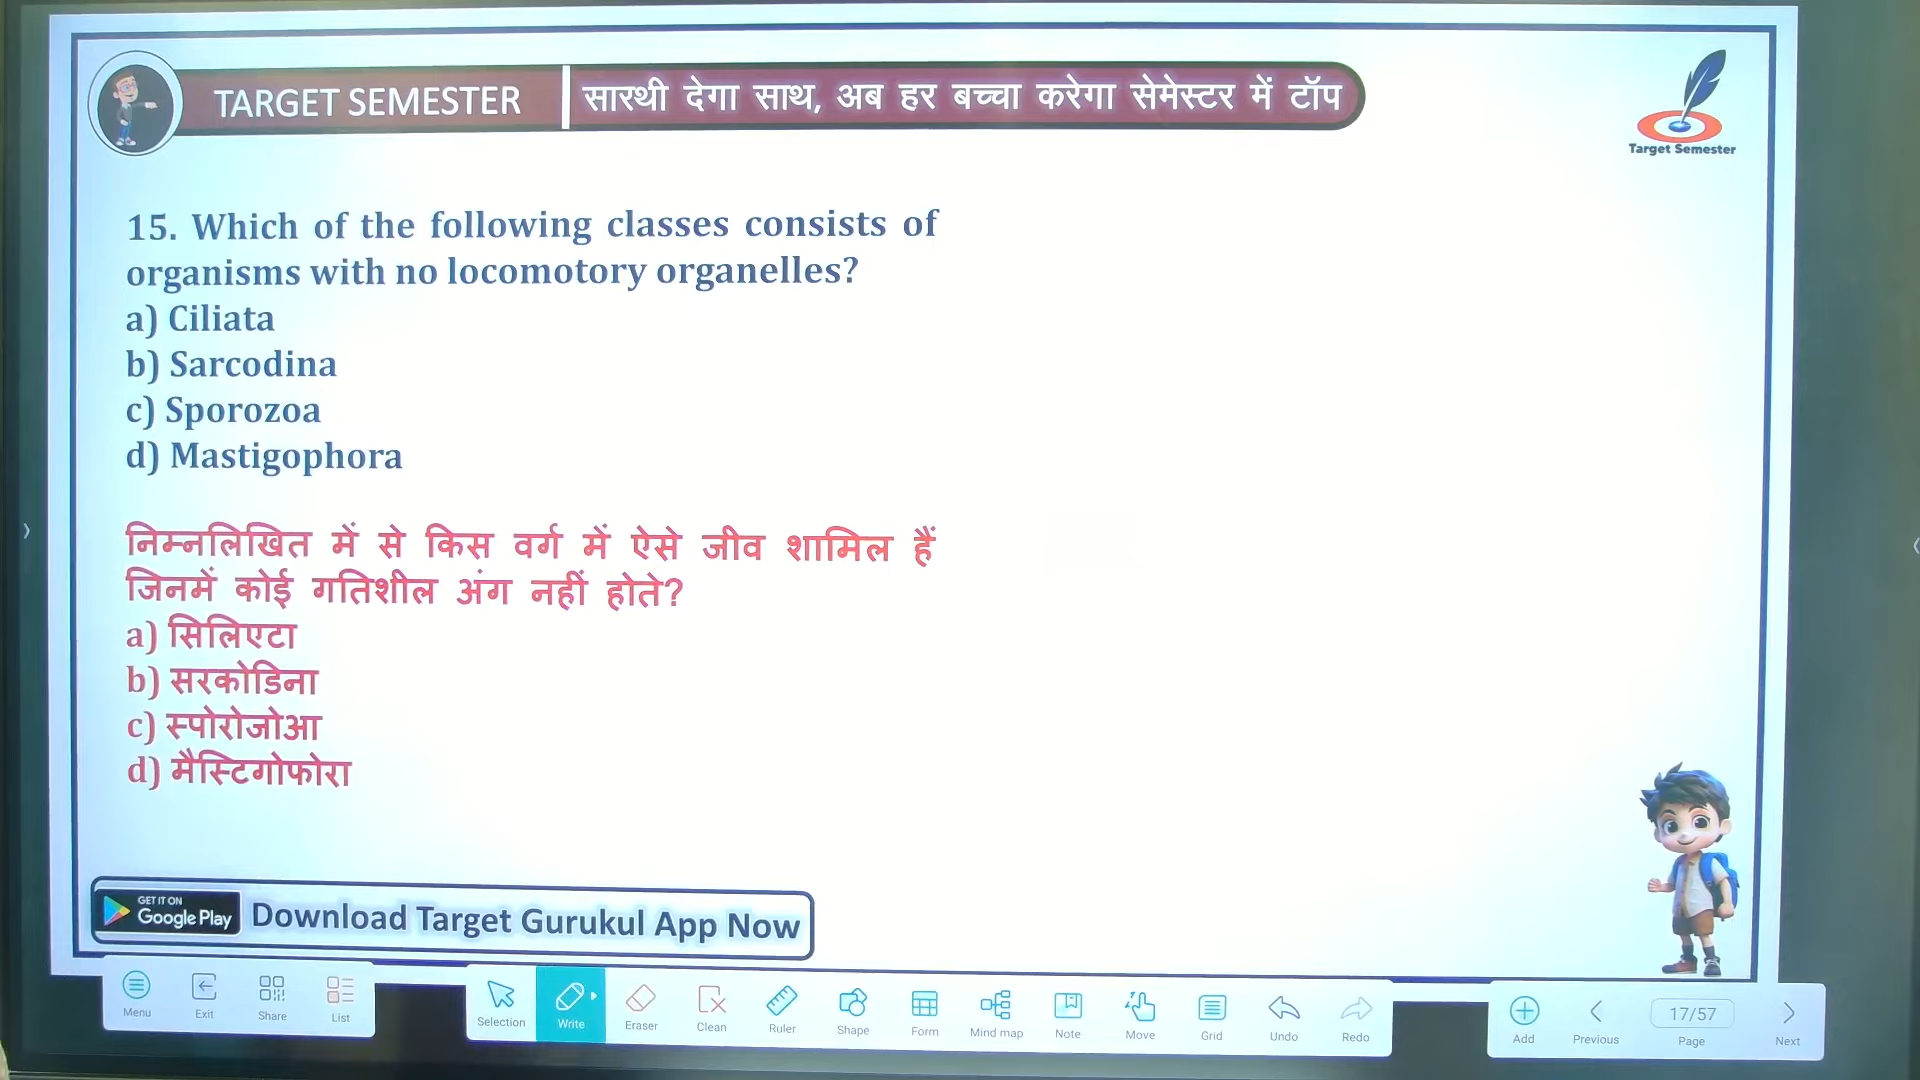 TARGET SEMESTER
सारथी देगा साथ, अब हर बच्चा करेगा सेमेस्टर में टॉप
Target Semester
15. Which of the following classes consists of
organisms with no locomotory organelles?
a) Ciliata
b) Sarcodina
c) Sporozoa
d) Mastigophora
निम्नलिखित में से किस वर्ग में ऐसे जीव शामिल हैं
जिनमें कोई गतिशील अंग नहीं होते?
a) सिलिएटा
b) सरकोडिना
c) स्पोरोजोआ
d) मैस्टिगोफोरा
GET IT ON
Google Play
Download Target Gurukul App Now
Menu
Exit
Share
List
Selection
Write
Eraser
Clean
Ruler
Shape
Form
Mind map
Note
Move
Grid
Undo
Redo
Add
Previous
17/57
Page
Next